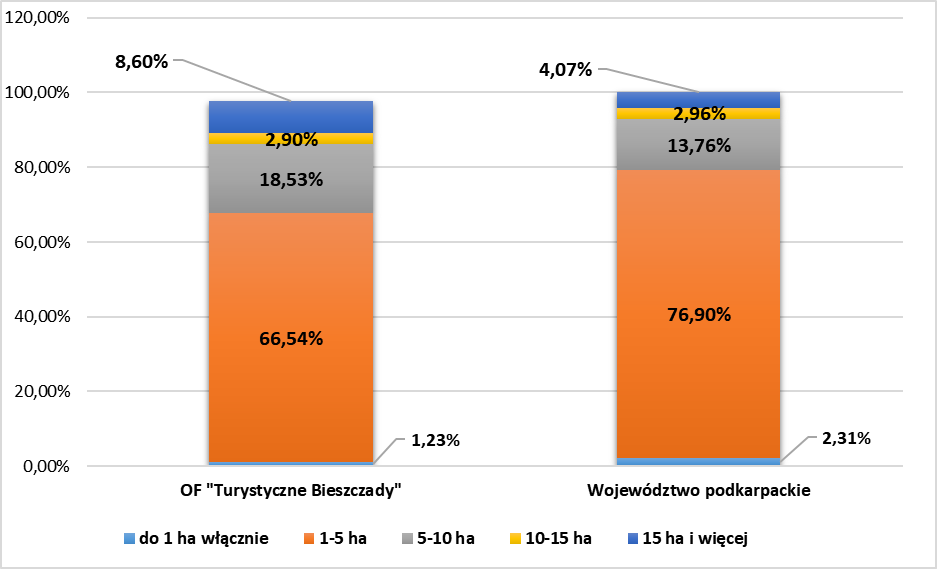 120,00%
100,00%
80,00%
60,00%
40,00%
20,00%
0,00%
8,60%
2,90%
18,53%
66,54%
1,23%
4,07%
2,96%
13,76%
76,90%
2,31%
OF "Turystyczne Bieszczady"
Województwo podkarpackie
do 1 ha włącznie
1-5 ha
5-10 ha
10-15 ha
15 ha i więcej